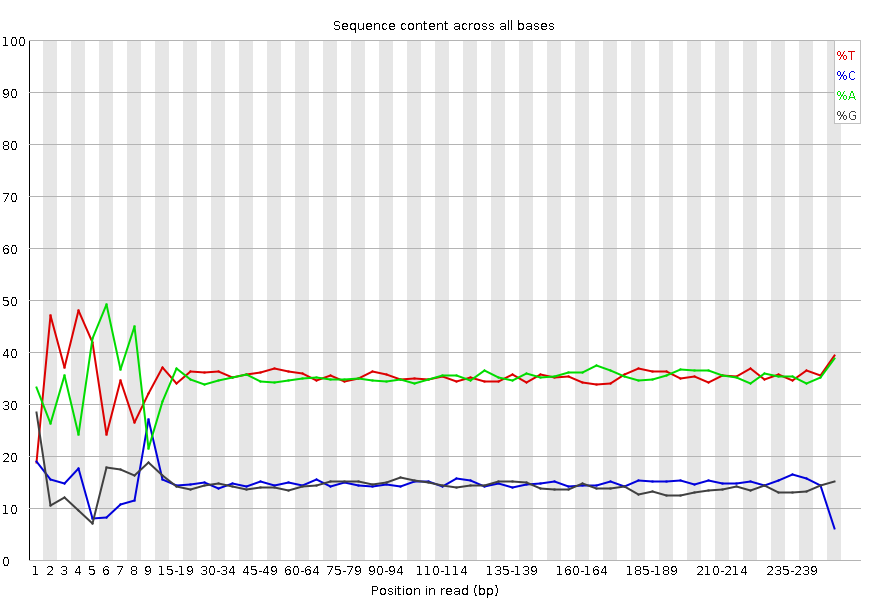 Sequence content across all bases
100
90
80
70
60
50
40
30
20
10
0
%T
%C
%A
%G
1 2 3 4 5 6 7 8 9 15-19 30-34 45-49 60-64 75-79 90-94 110-114 135-139 160-164 185-189 210-214 235-239
Position in read (bp)